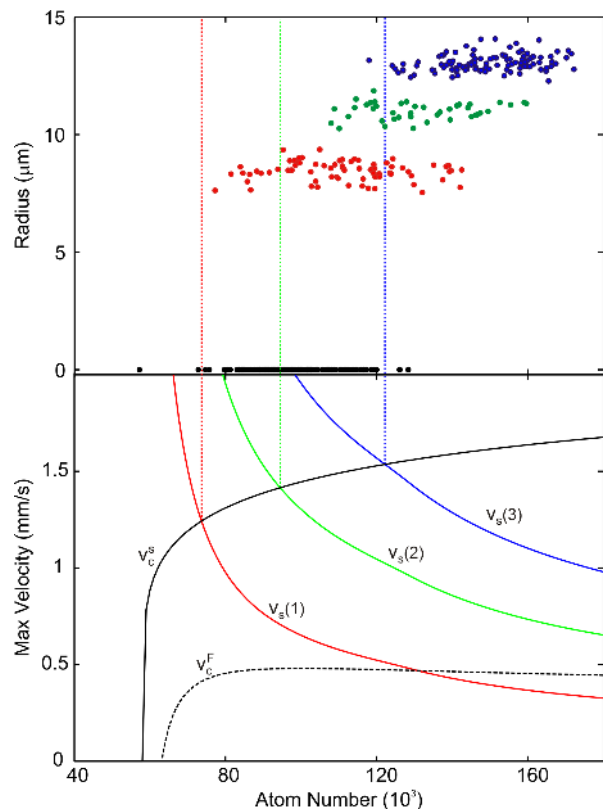 15
10
5
0
Radius (μm)
1.5
1
0.5
0
Max Velocity (mm/s)
v_c^s
v_c^F
v_s(1)
v_s(2)
v_s(3)
40
80
120
160
Atom Number (10³)